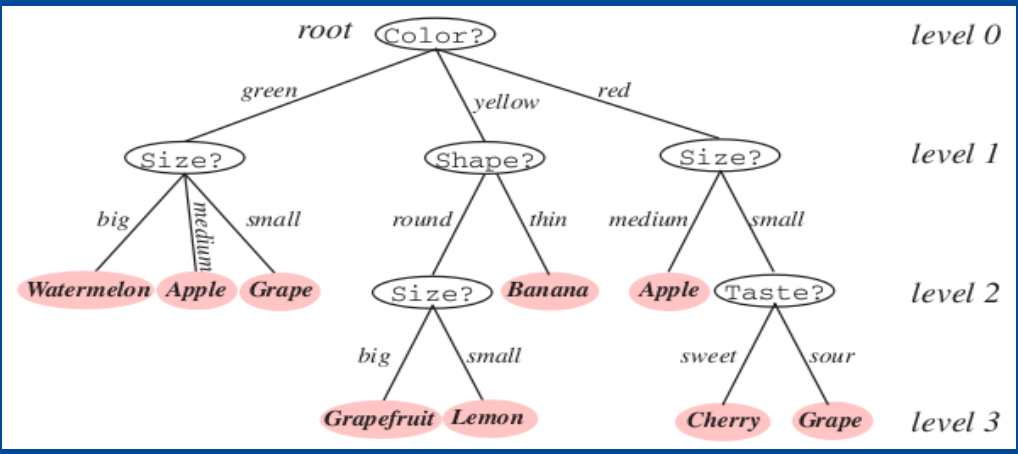 root Color? level 0
green yellow red
Size? Shape? Size? level 1
big medium small round thin medium small
Watermelon Apple Grape Size? Banana Apple Taste? level 2
big small sweet sour
Grapefruit Lemon Cherry Grape level 3